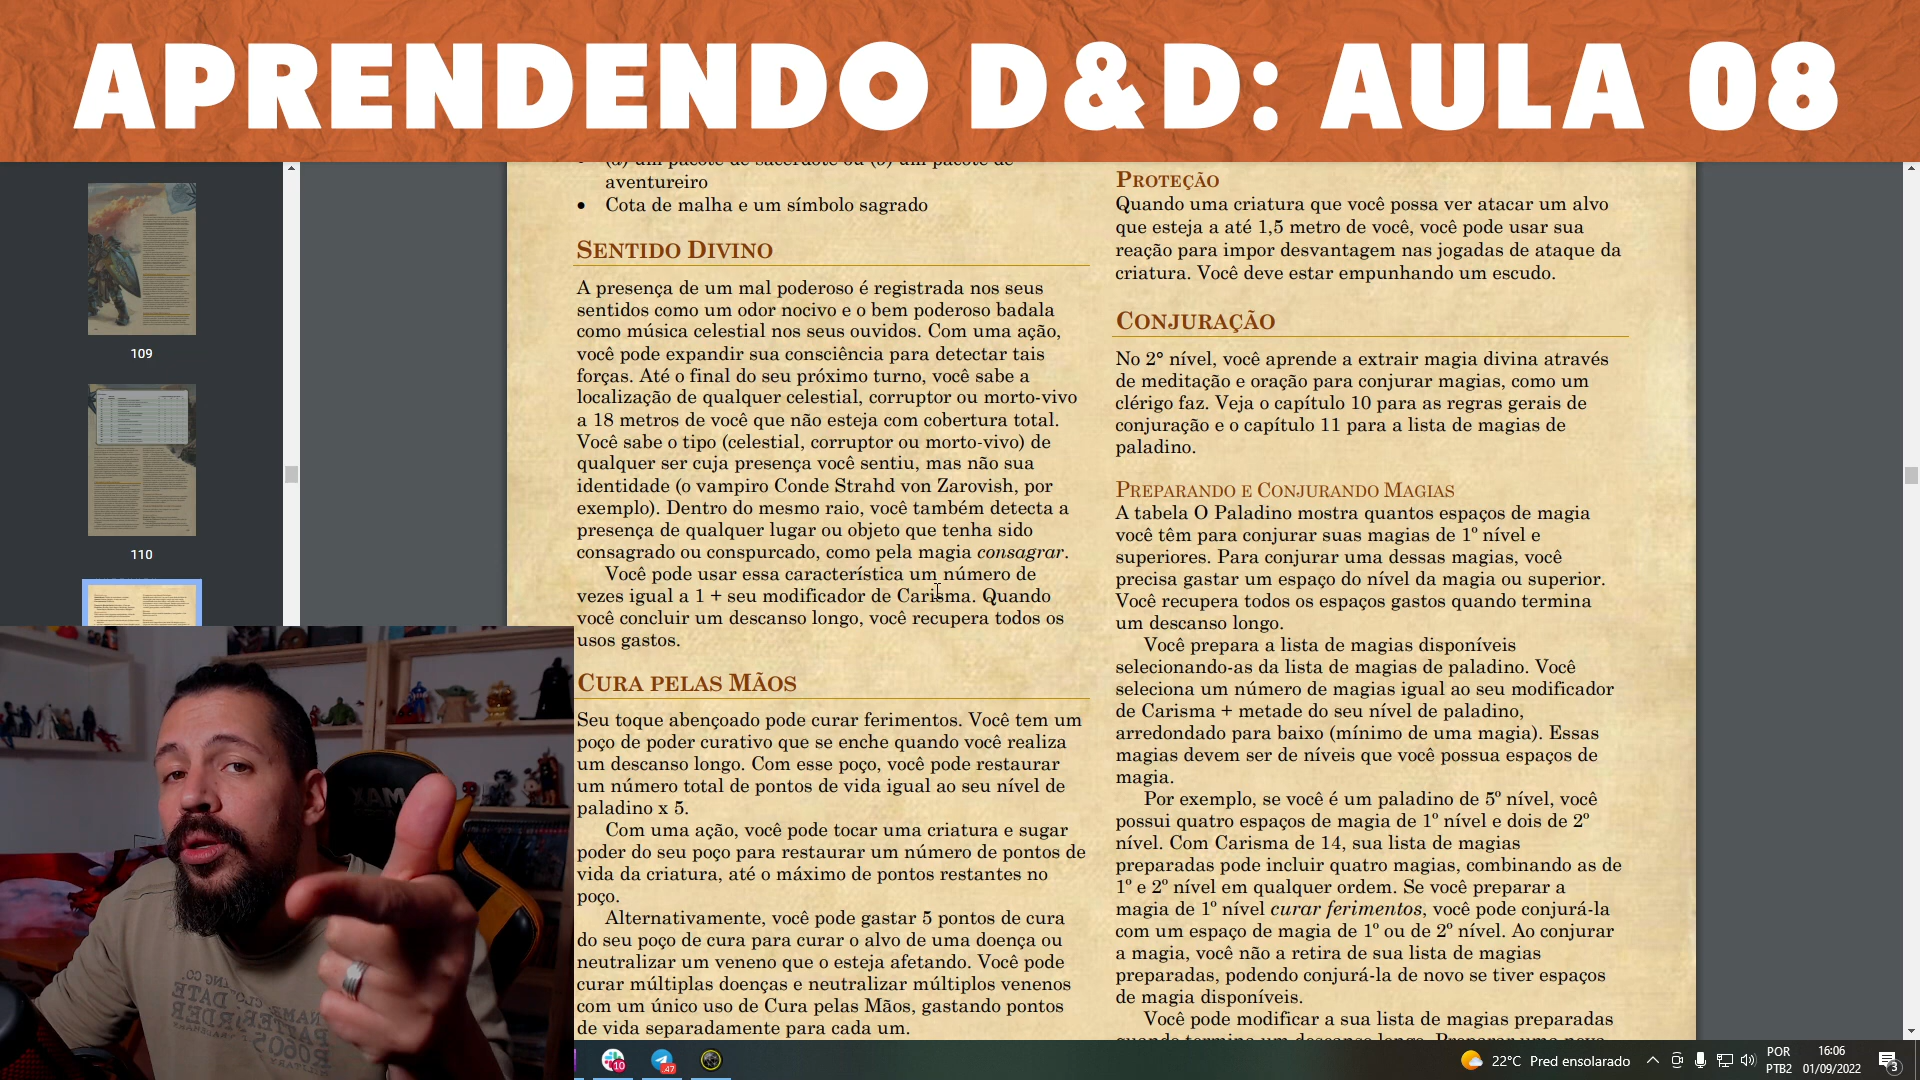 APRENDENDO D&D: AULA 08
109
110
(a) um pacote de sacerdote ou (b) um pacote de
aventureiro
• Cota de malha e um símbolo sagrado
SENTIDO DIVINO
A presença de um mal poderoso é registrada nos seus
sentidos como um odor nocivo e o bem poderoso badala
como música celestial nos seus ouvidos. Com uma ação,
você pode expandir sua consciência para detectar tais
forças. Até o final do seu próximo turno, você sabe a
localização de qualquer celestial, corruptor ou morto-vivo
a 18 metros de você que não esteja com cobertura total.
Você sabe o tipo (celestial, corruptor ou morto-vivo) de
qualquer ser cuja presença você sentiu, mas não sua
identidade (o vampiro Conde Strahd von Zarovish, por
exemplo). Dentro do mesmo raio, você também detecta a
presença de qualquer lugar ou objeto que tenha sido
consagrado ou conspurcado, como pela magia consagrar.
Você pode usar essa característica um número de
vezes igual a 1 + seu modificador de Carisma. Quando
você concluir um descanso longo, você recupera todos os
usos gastos.
CURA PELAS MÃOS
Seu toque abençoado pode curar ferimentos. Você tem um
poço de poder curativo que se enche quando você realiza
um descanso longo. Com esse poço, você pode restaurar
um número total de pontos de vida igual ao seu nível de
paladino x 5.
Com uma ação, você pode tocar uma criatura e sugar
poder do seu poço para restaurar um número de pontos de
vida da criatura, até o máximo de pontos restantes no
poço.
Alternativamente, você pode gastar 5 pontos de cura
do seu poço de cura para curar o alvo de uma doença ou
neutralizar um veneno que o esteja afetando. Você pode
curar múltiplas doenças e neutralizar múltiplos venenos
com um único uso de Cura pelas Mãos, gastando pontos
de vida separadamente para cada um.
PROTEÇÃO
Quando uma criatura que você possa ver atacar um alvo
que esteja a até 1,5 metro de você, você pode usar sua
reação para impor desvantagem nas jogadas de ataque da
criatura. Você deve estar empunhando um escudo.
CONJURAÇÃO
No 2° nível, você aprende a extrair magia divina através
de meditação e oração para conjurar magias, como um
clérigo faz. Veja o capítulo 10 para as regras gerais de
conjuração e o capítulo 11 para a lista de magias de
paladino.
PREPARANDO E CONJURANDO MAGIAS
A tabela O Paladino mostra quantos espaços de magia
você têm para conjurar suas magias de 1º nível e
superiores. Para conjurar uma dessas magias, você
precisa gastar um espaço do nível da magia ou superior.
Você recupera todos os espaços gastos quando termina
um descanso longo.
Você prepara a lista de magias disponíveis
selecionando-as da lista de magias de paladino. Você
seleciona um número de magias igual ao seu modificador
de Carisma + metade do seu nível de paladino,
arredondado para baixo (mínimo de uma magia). Essas
magias devem ser de níveis que você possua espaços de
magia.
Por exemplo, se você é um paladino de 5º nível, você
possui quatro espaços de magia de 1º nível e dois de 2º
nível. Com Carisma de 14, sua lista de magias
preparadas pode incluir quatro magias, combinando as de
1º e 2º nível em qualquer ordem. Se você preparar a
magia de 1º nível curar ferimentos, você pode conjurá-la
com um espaço de magia de 1º ou de 2º nível. Ao conjurar
a magia, você não a retira de sua lista de magias
preparadas, podendo conjurá-la de novo se tiver espaços
de magia disponíveis.
Você pode modificar a sua lista de magias preparadas
quando termina um descanso longo. Preparar uma nova
10
47
22°C Pred ensolarado
POR
PTB2
16:06
01/09/2022
3